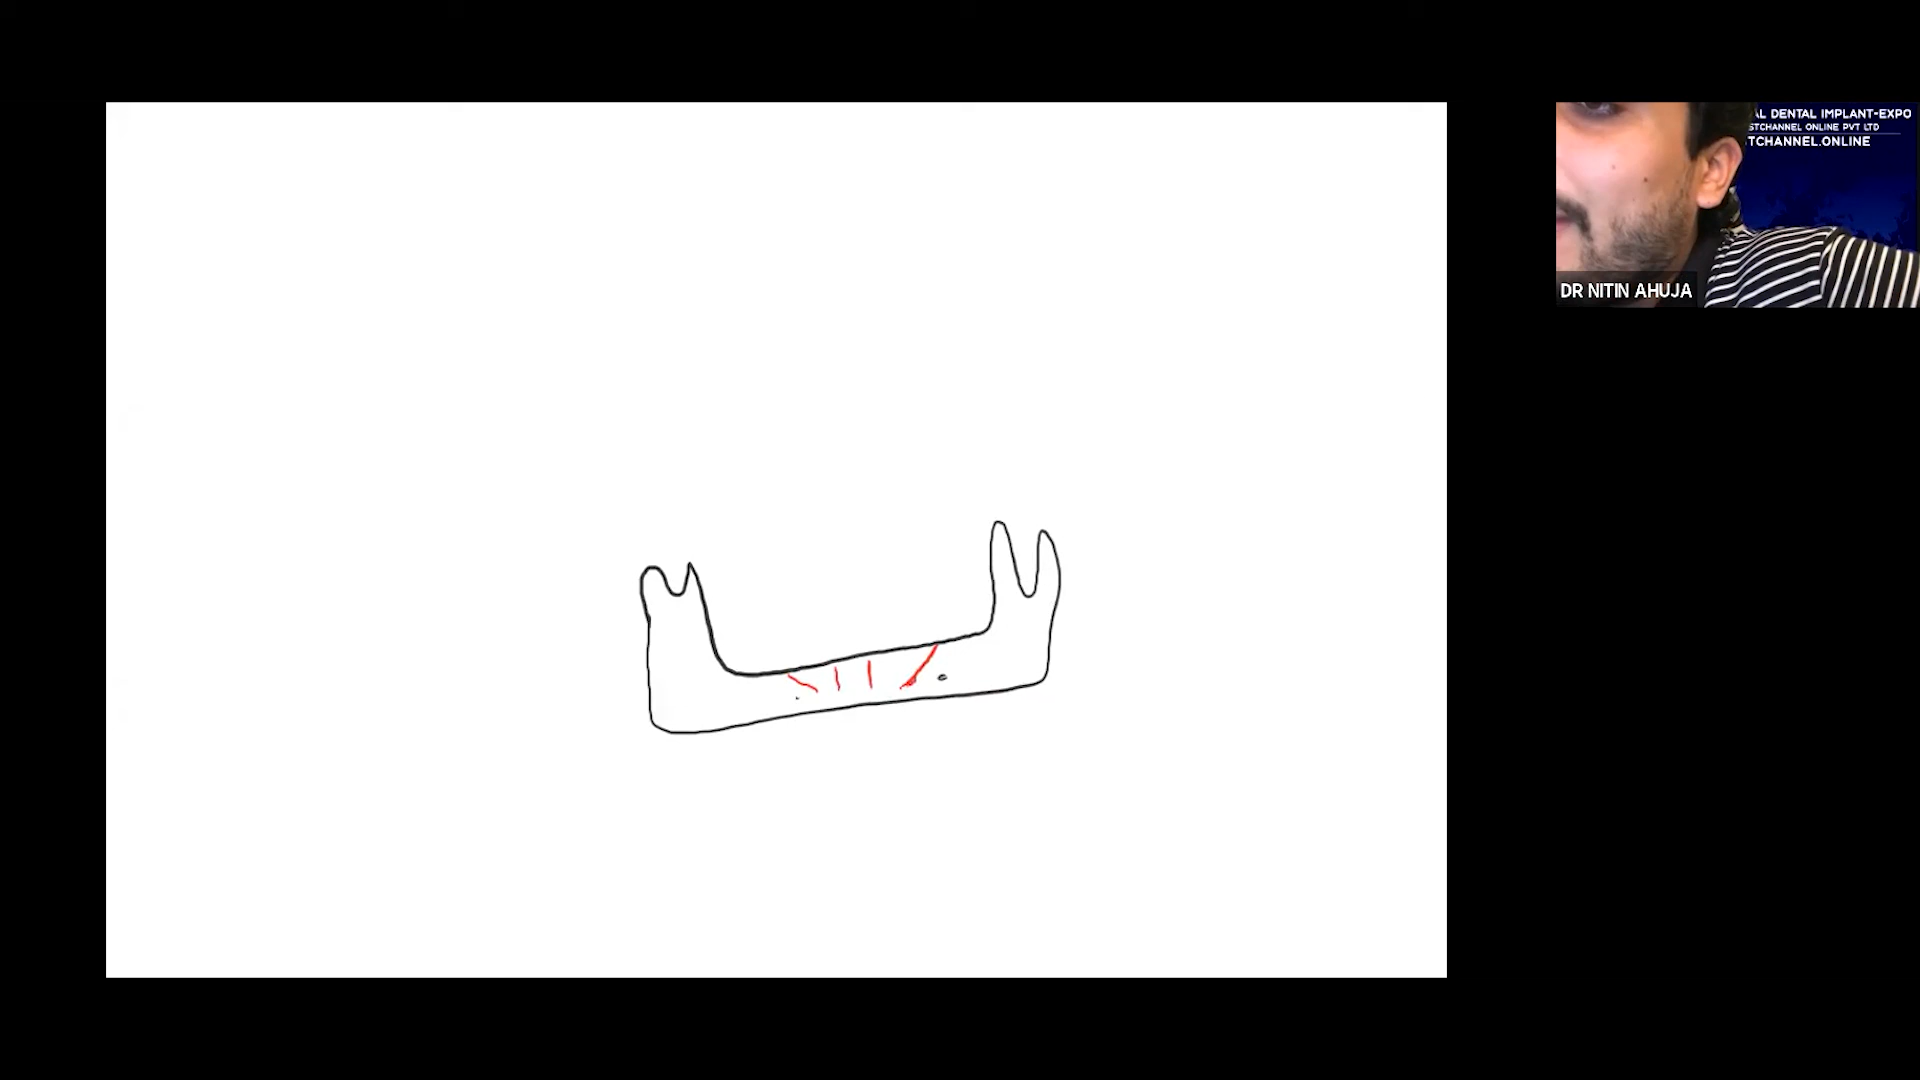 AL DENTAL IMPLANT-EXPO
STCHANNEL ONLINE PVT LTD
TCHANNEL.ONLINE
DR NITIN AHUJA